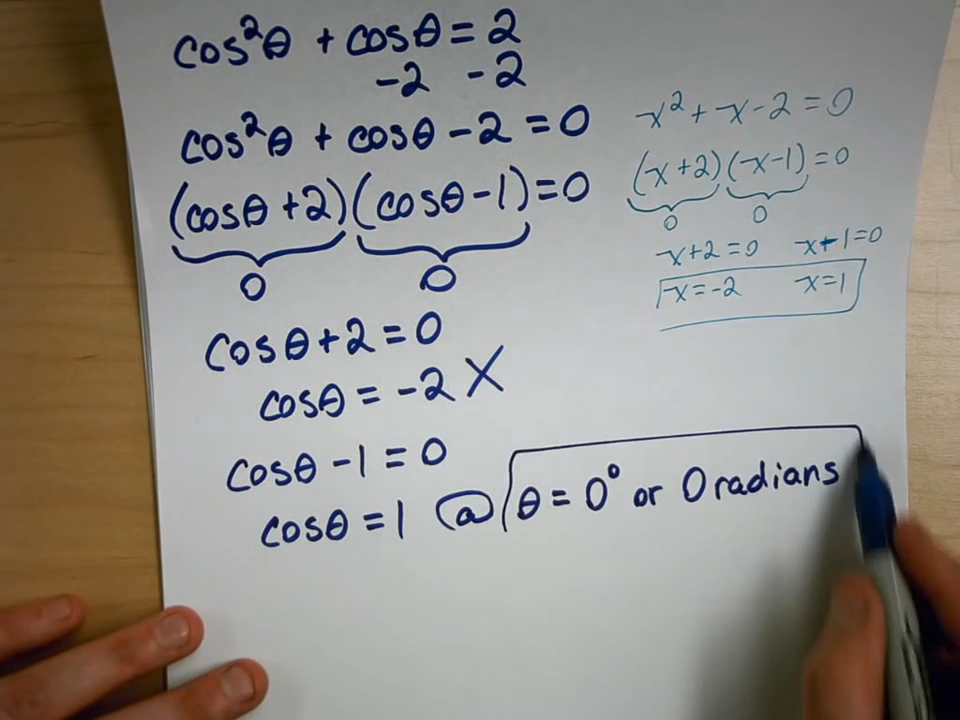 cos²θ + cosθ = 2
-2 -2
cos²θ + cosθ - 2 = 0
(cosθ + 2)(cosθ - 1) = 0
0 0
cosθ + 2 = 0
cosθ = -2 X
cosθ - 1 = 0
cosθ = 1 @ θ = 0° or 0 radians
x² + x - 2 = 0
(x + 2)(x - 1) = 0
0 0
x + 2 = 0 x - 1 = 0
x = -2 x = 1